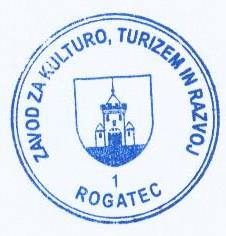 ZAVOD ZA KULTURO, TURIZEM IN RAZVOJ
1
ROGATEC